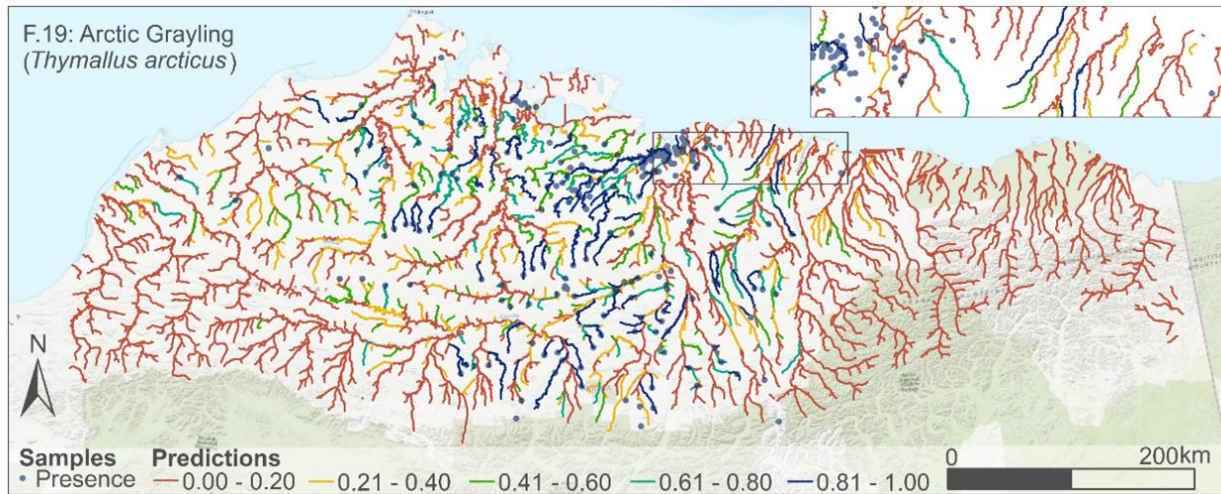 F.19: Arctic Grayling
(Thymallus arcticus)
N
Samples
Presence
Predictions
0.00 - 0.20
0.21 - 0.40
0.41 - 0.60
0.61 - 0.80
0.81 - 1.00
0
200km